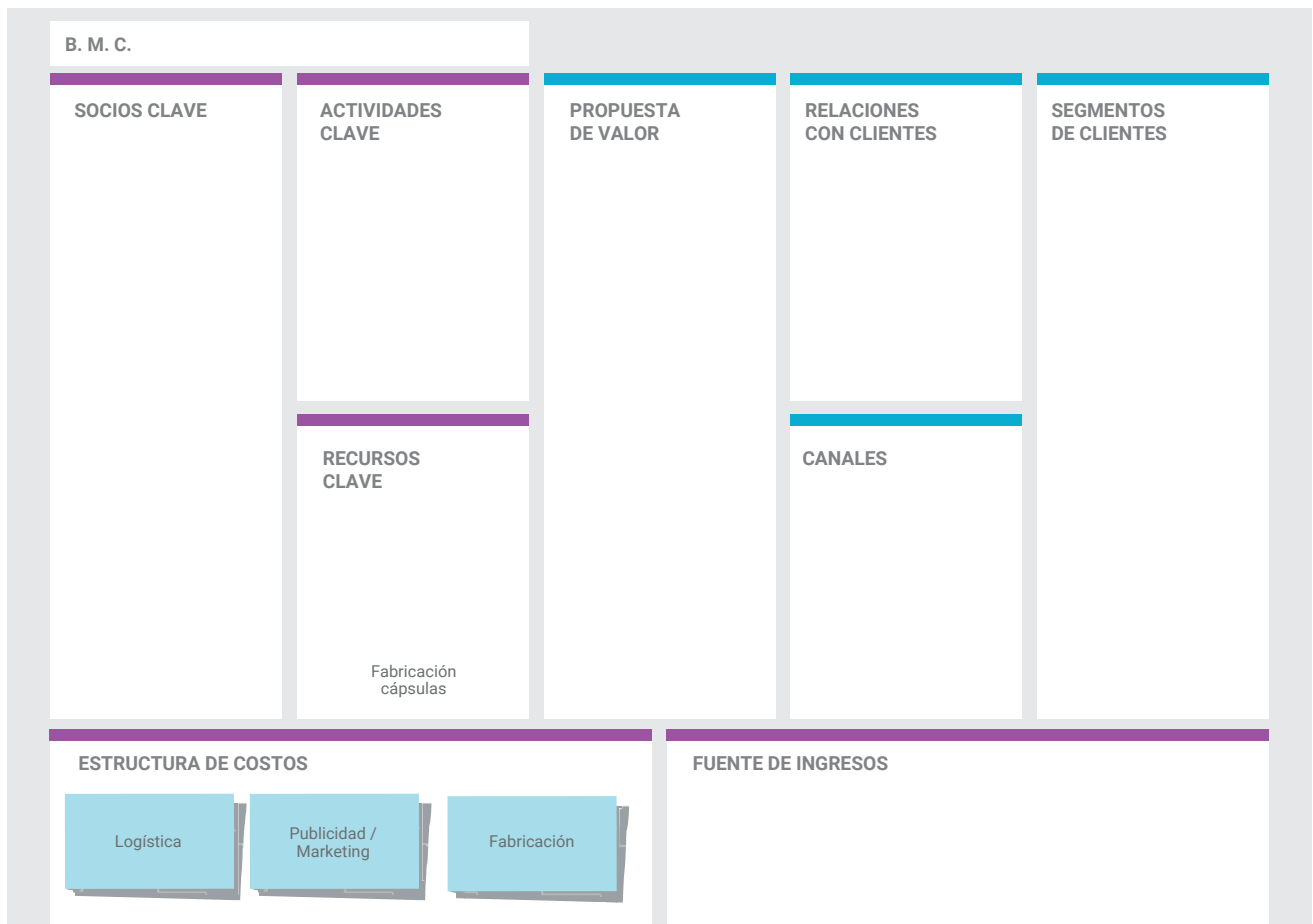 B. M. C.
SOCIOS CLAVE
ACTIVIDADES
CLAVE
PROPUESTA
DE VALOR
RELACIONES
CON CLIENTES
SEGMENTOS
DE CLIENTES
RECURSOS
CLAVE
CANALES
Fabricación
cápsulas
ESTRUCTURA DE COSTOS
FUENTE DE INGRESOS
Logística
Publicidad /
Marketing
Fabricación